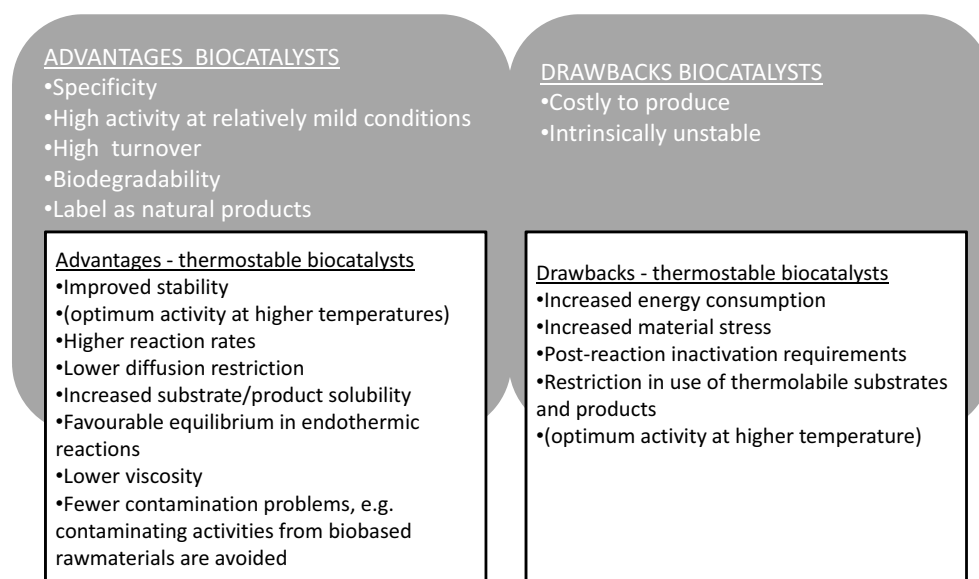 ADVANTAGES  BIOCATALYSTS
•Specificity
•High activity at relatively mild conditions
•High  turnover
•Biodegradability
•Label as natural products
Advantages - thermostable biocatalysts
•Improved stability
•(optimum activity at higher temperatures)
•Higher reaction rates
•Lower diffusion restriction
•Increased substrate/product solubility
•Favourable equilibrium in endothermic
reactions
•Lower viscosity
•Fewer contamination problems, e.g.
contaminating activities from biobased
rawmaterials are avoided
DRAWBACKS BIOCATALYSTS
•Costly to produce
•Intrinsically unstable
Drawbacks - thermostable biocatalysts
•Increased energy consumption
•Increased material stress
•Post-reaction inactivation requirements
•Restriction in use of thermolabile substrates
and products
•(optimum activity at higher temperature)